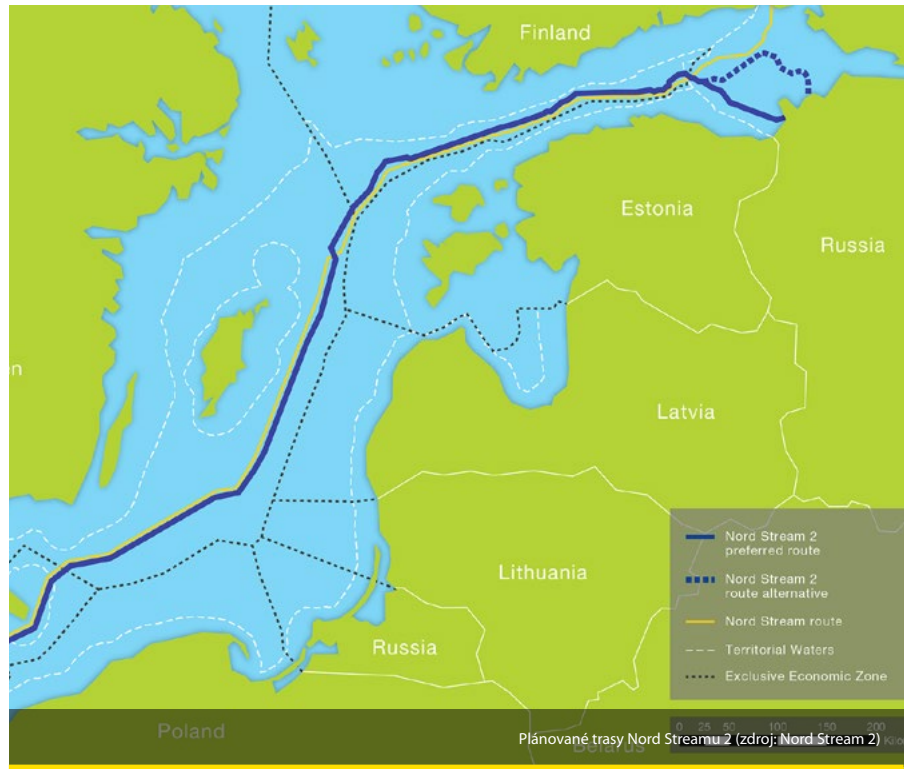 Finland
Estonia
Russia
n
Latvia
Lithuania
Russia
Poland
Belarus
Nord Stream 2
preferred route
Nord Stream 2
route alternative
Nord Stream route
Territorial Waters
Exclusive Economic Zone
0 25 50 100 150 200
Kilo
Plánované trasy Nord Streamu 2 (zdroj: Nord Stream 2)